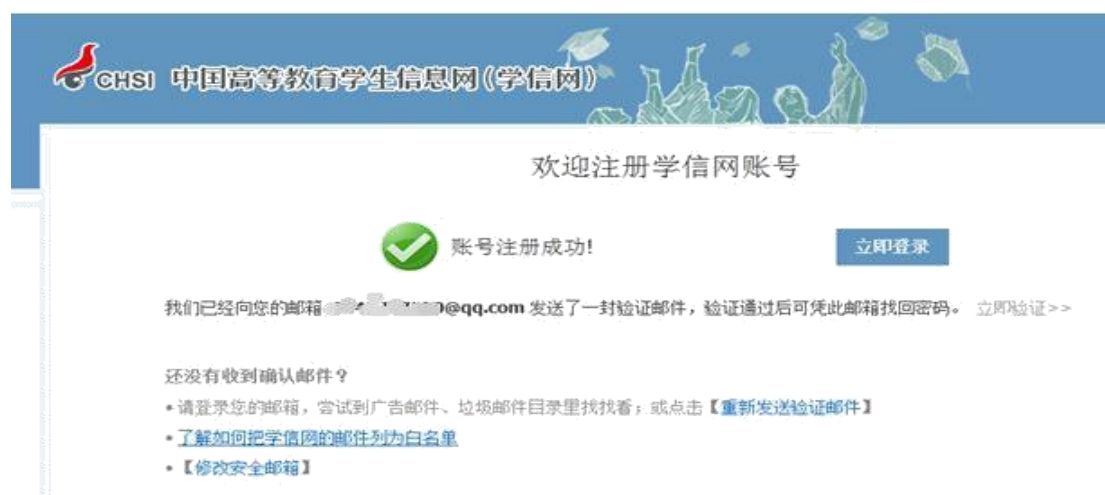 CHSI 中国高等教育学生信息网(学信网)
欢迎注册学信网账号
账号注册成功! 立即登录
我们已经向您的邮箱 0@qq.com 发送了一封验证邮件，验证通过后可凭此邮箱找回密码。 立即验证>>
还没有收到确认邮件？
•请登录您的邮箱，尝试到广告邮件、垃圾邮件目录里找找看；或点击【重新发送验证邮件】
•了解如何把学信网的邮件列为白名单
•【修改安全邮箱】